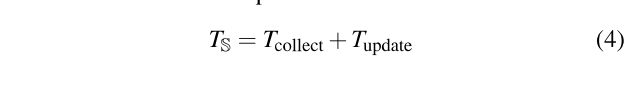 T_𝕊 = T_collect + T_update (4)